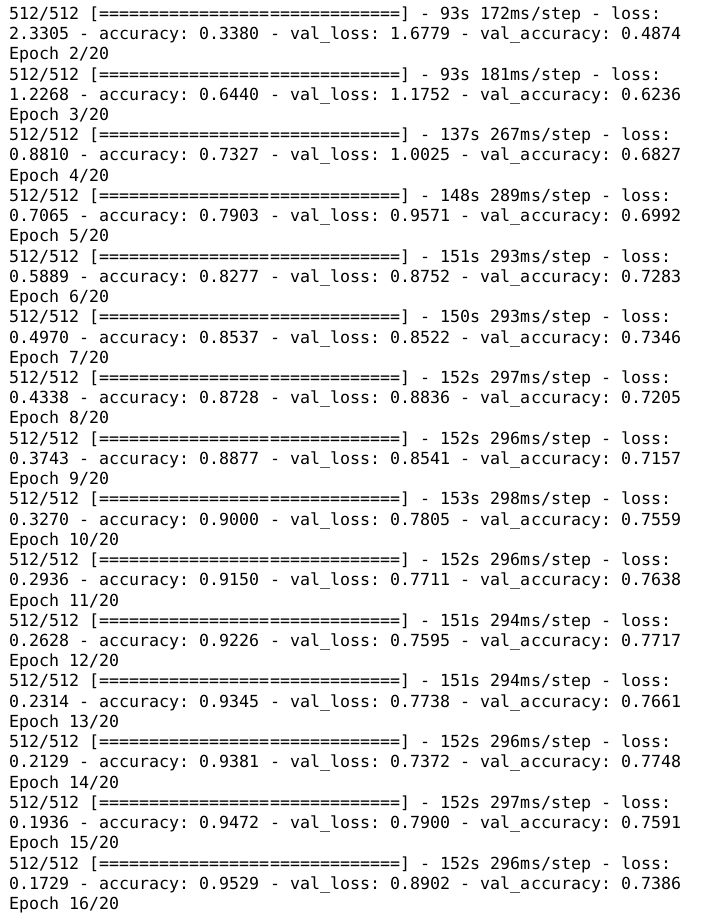 512/512 [==============================] - 93s 172ms/step - loss:
2.3305 - accuracy: 0.3380 - val_loss: 1.6779 - val_accuracy: 0.4874
Epoch 2/20
512/512 [==============================] - 93s 181ms/step - loss:
1.2268 - accuracy: 0.6440 - val_loss: 1.1752 - val_accuracy: 0.6236
Epoch 3/20
512/512 [==============================] - 137s 267ms/step - loss:
0.8810 - accuracy: 0.7327 - val_loss: 1.0025 - val_accuracy: 0.6827
Epoch 4/20
512/512 [==============================] - 148s 289ms/step - loss:
0.7065 - accuracy: 0.7903 - val_loss: 0.9571 - val_accuracy: 0.6992
Epoch 5/20
512/512 [==============================] - 151s 293ms/step - loss:
0.5889 - accuracy: 0.8277 - val_loss: 0.8752 - val_accuracy: 0.7283
Epoch 6/20
512/512 [==============================] - 150s 293ms/step - loss:
0.4970 - accuracy: 0.8537 - val_loss: 0.8522 - val_accuracy: 0.7346
Epoch 7/20
512/512 [==============================] - 152s 297ms/step - loss:
0.4338 - accuracy: 0.8728 - val_loss: 0.8836 - val_accuracy: 0.7205
Epoch 8/20
512/512 [==============================] - 152s 296ms/step - loss:
0.3743 - accuracy: 0.8877 - val_loss: 0.8541 - val_accuracy: 0.7157
Epoch 9/20
512/512 [==============================] - 153s 298ms/step - loss:
0.3270 - accuracy: 0.9000 - val_loss: 0.7805 - val_accuracy: 0.7559
Epoch 10/20
512/512 [==============================] - 152s 296ms/step - loss:
0.2936 - accuracy: 0.9150 - val_loss: 0.7711 - val_accuracy: 0.7638
Epoch 11/20
512/512 [==============================] - 151s 294ms/step - loss:
0.2628 - accuracy: 0.9226 - val_loss: 0.7595 - val_accuracy: 0.7717
Epoch 12/20
512/512 [==============================] - 151s 294ms/step - loss:
0.2314 - accuracy: 0.9345 - val_loss: 0.7738 - val_accuracy: 0.7661
Epoch 13/20
512/512 [==============================] - 152s 296ms/step - loss:
0.2129 - accuracy: 0.9381 - val_loss: 0.7372 - val_accuracy: 0.7748
Epoch 14/20
512/512 [==============================] - 152s 297ms/step - loss:
0.1936 - accuracy: 0.9472 - val_loss: 0.7900 - val_accuracy: 0.7591
Epoch 15/20
512/512 [==============================] - 152s 296ms/step - loss:
0.1729 - accuracy: 0.9529 - val_loss: 0.8902 - val_accuracy: 0.7386
Epoch 16/20